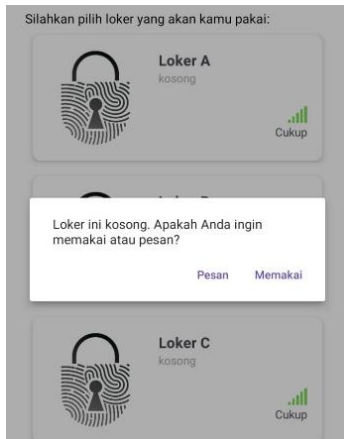 Silahkan pilih loker yang akan kamu pakai:
Loker A
kosong
Cukup
Loker ini kosong. Apakah Anda ingin
memakai atau pesan?
Pesan Memakai
Loker C
kosong
Cukup